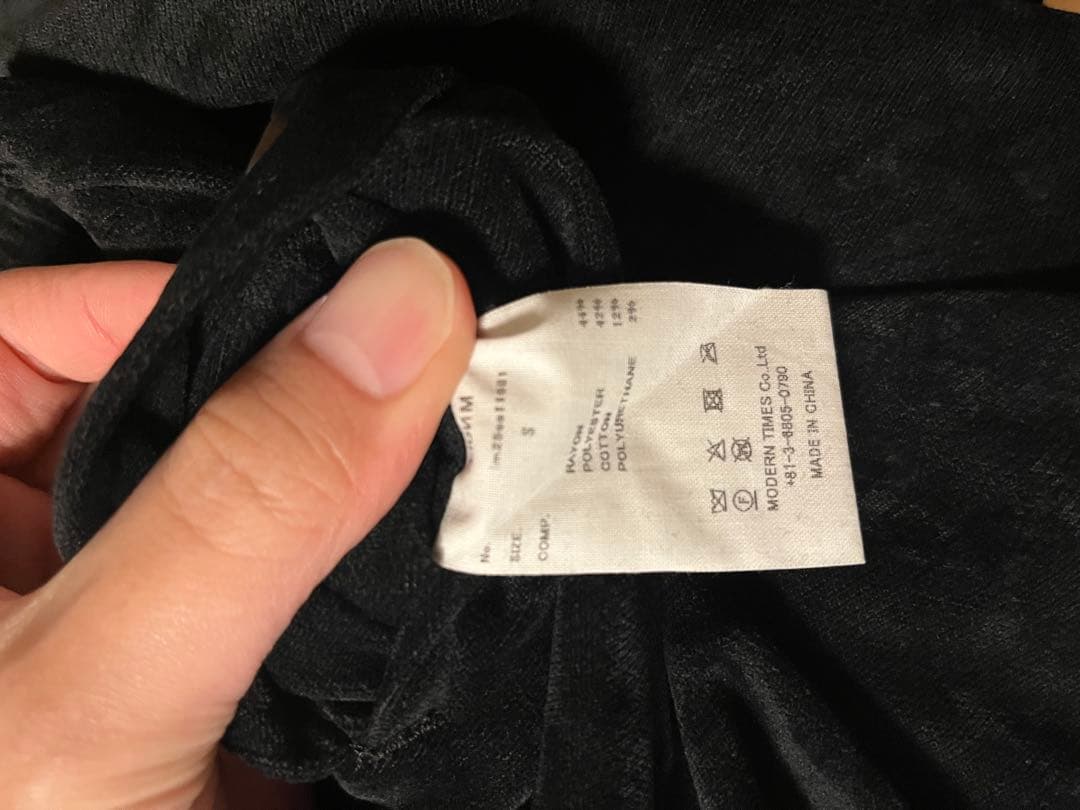 No.
SIZE. S
COMP.
RAYON 44%
POLYESTER 42%
COTTON 12%
POLYURETHANE 2%
F
MODERN TIMES Co.,Ltd
+81-3-6805-0790
MADE IN CHINA